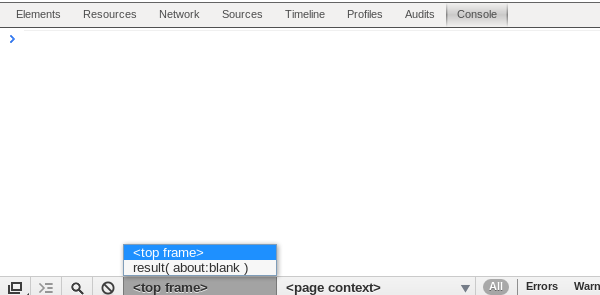 Elements Resources Network Sources Timeline Profiles Audits Console
<top frame>
result( about:blank )
<top frame> <page context> All Errors Warn